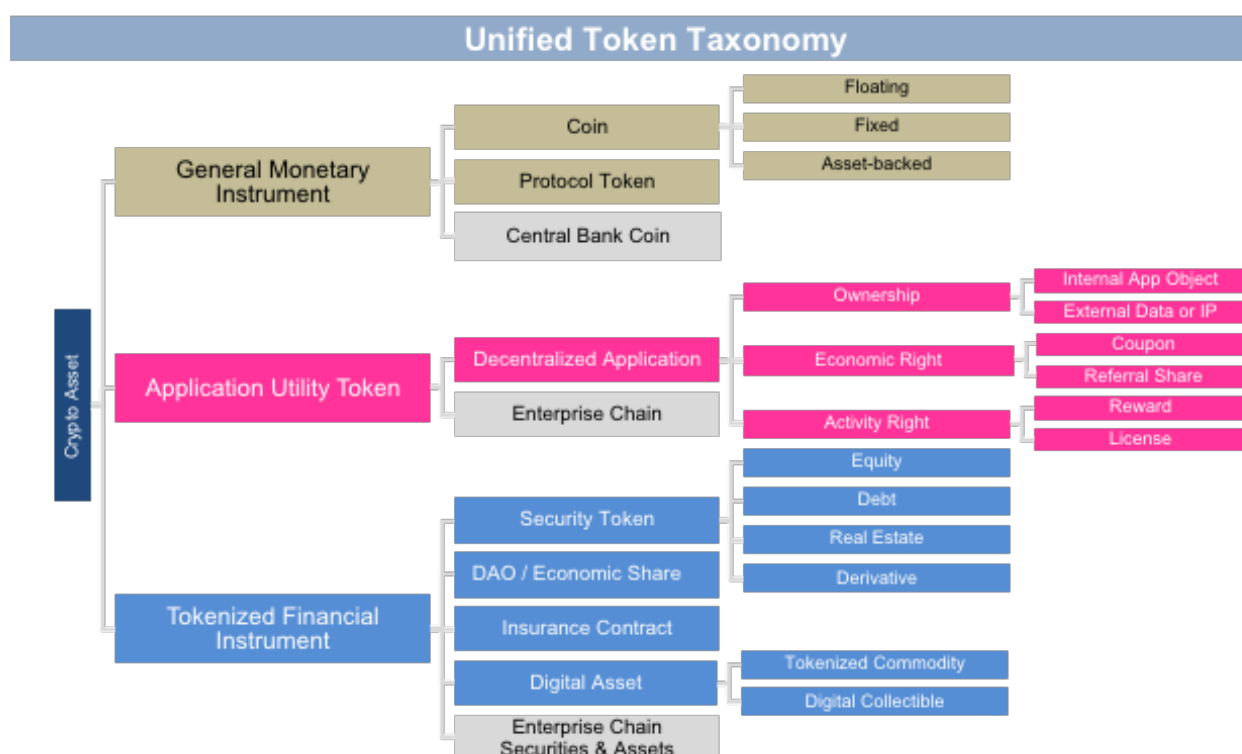 Unified Token Taxonomy
Crypto Asset
General Monetary
Instrument
Coin
Floating
Fixed
Asset-backed
Protocol Token
Central Bank Coin
Application Utility Token
Decentralized Application
Ownership
Internal App Object
External Data or IP
Economic Right
Coupon
Referral Share
Activity Right
Reward
License
Enterprise Chain
Tokenized Financial
Instrument
Security Token
Equity
Debt
Real Estate
Derivative
DAO / Economic Share
Insurance Contract
Digital Asset
Tokenized Commodity
Digital Collectible
Enterprise Chain
Securities & Assets